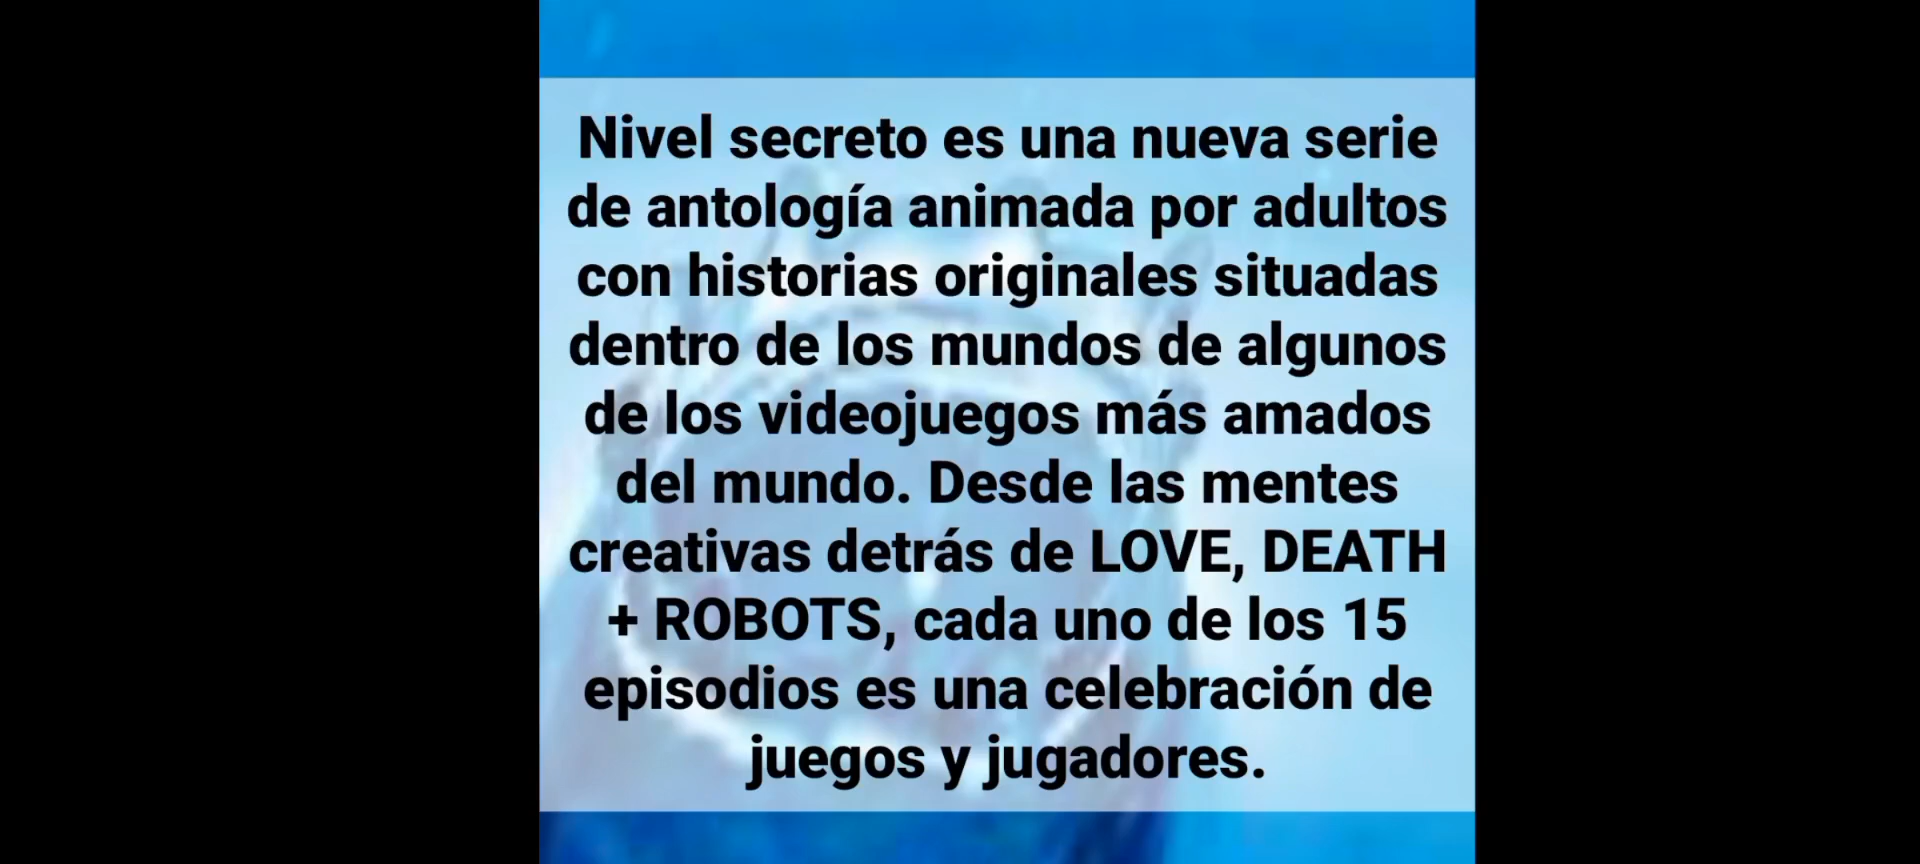 Nivel secreto es una nueva serie
de antología animada por adultos
con historias originales situadas
dentro de los mundos de algunos
de los videojuegos más amados
del mundo. Desde las mentes
creativas detrás de LOVE, DEATH
+ ROBOTS, cada uno de los 15
episodios es una celebración de
juegos y jugadores.